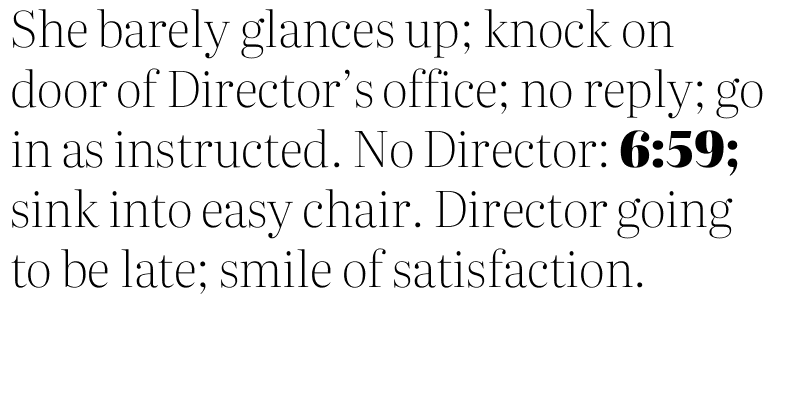 She barely glances up; knock on
door of Director’s office; no reply; go
in as instructed. No Director: 6:59;
sink into easy chair. Director going
to be late; smile of satisfaction.